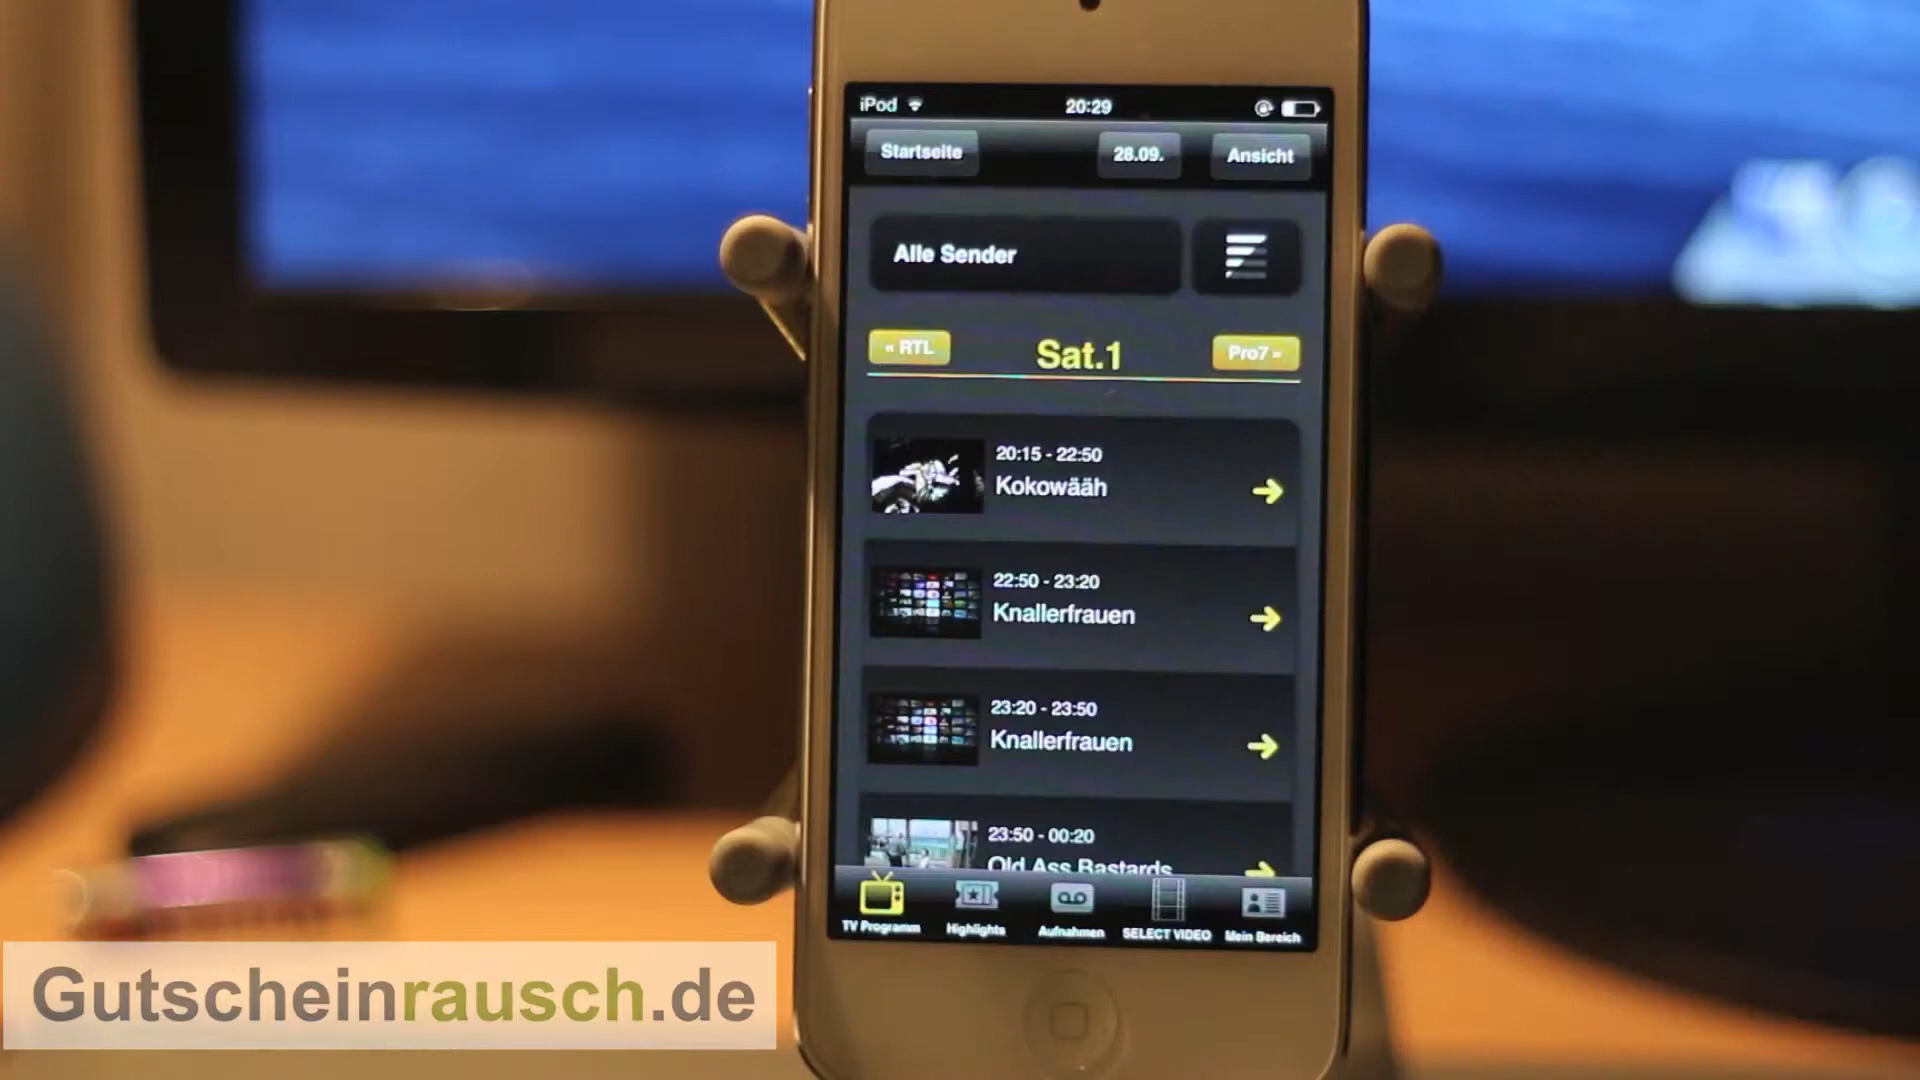 iPod
20:29
Startseite
28.09.
Ansicht
Alle Sender
« RTL
Sat.1
Pro7 »
20:15 - 22:50
Kokowääh
22:50 - 23:20
Knallerfrauen
23:20 - 23:50
Knallerfrauen
23:50 - 00:20
Old Ass Bastards
TV Programm
Highlights
Aufnahmen
SELECT VIDEO
Mein Bereich
Gutscheinrausch.de